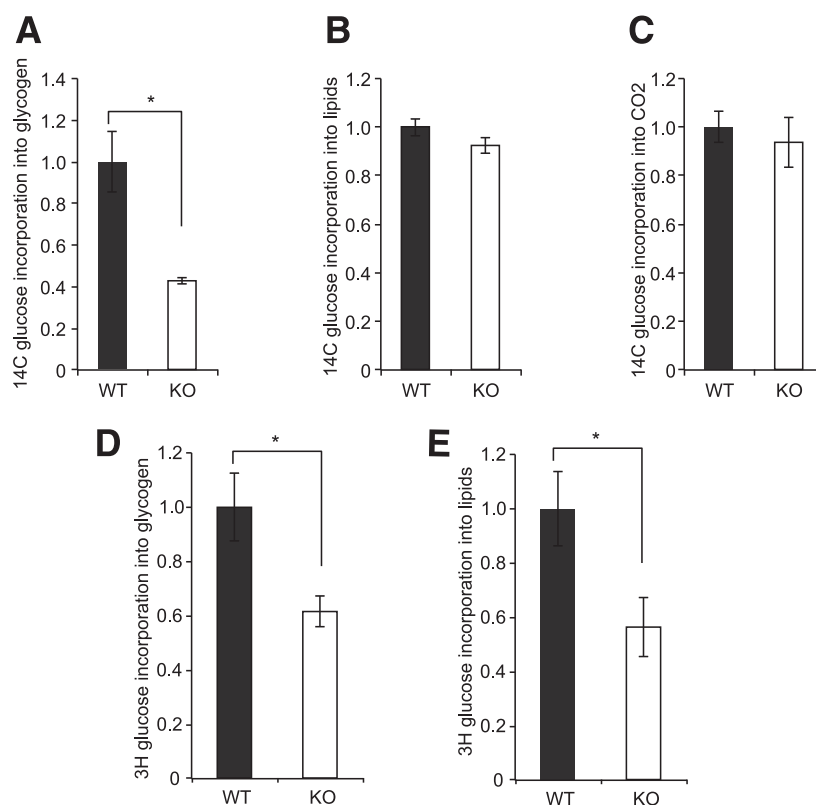 A
14C glucose incorporation into glycogen
1.4
1.2
1.0
0.8
0.6
0.4
0.2
0
*
WT
KO
B
14C glucose incorporation into lipids
1.2
1.0
0.8
0.6
0.4
0.2
0
WT
KO
C
14C glucose incorporation into CO2
1.2
1.0
0.8
0.6
0.4
0.2
0
WT
KO
D
3H glucose incorporation into glycogen
1.2
1.0
0.8
0.6
0.4
0.2
0
*
WT
KO
E
3H glucose incorporation into lipids
1.2
1.0
0.8
0.6
0.4
0.2
0
*
WT
KO